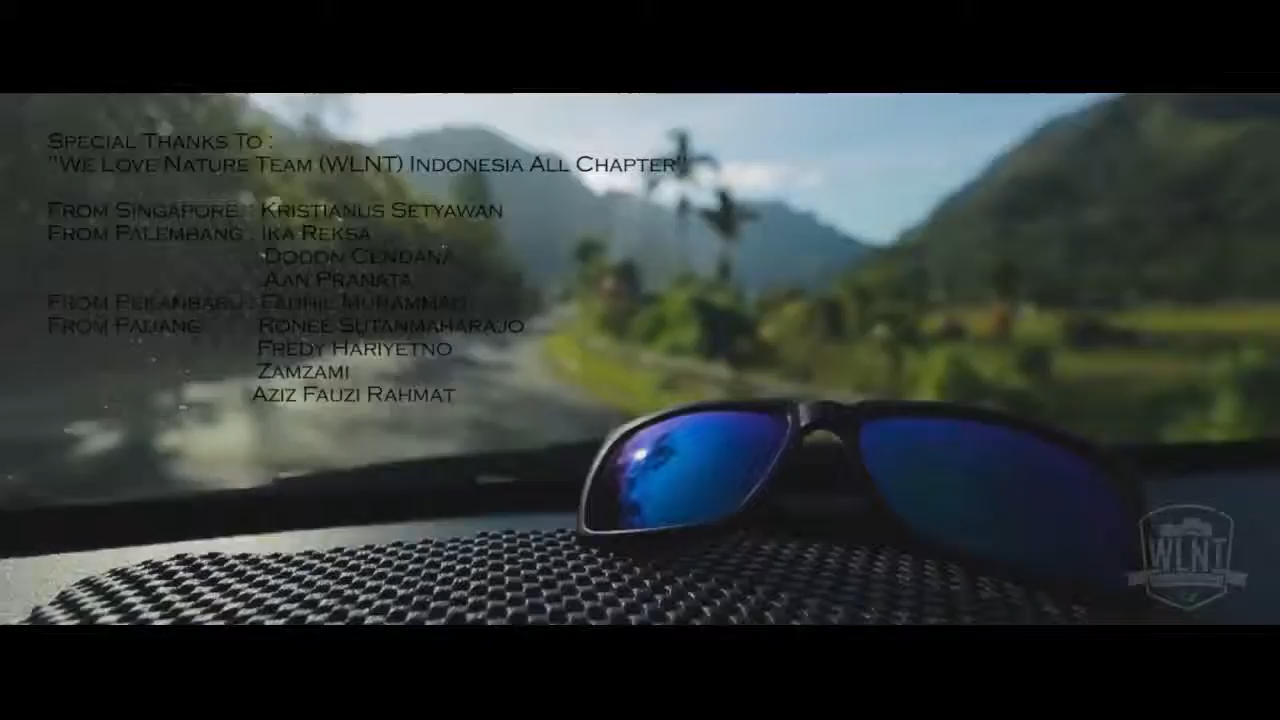 SPECIAL THANKS TO :
"WE LOVE NATURE TEAM (WLNT) INDONESIA ALL CHAPTER"
FROM SINGAPORE : KRISTIANUS SETYAWAN
FROM PALEMBANG : IKA REKSA
DODON CENDANA
AAN PRANATA
FROM PEKANBARU : FADHIL MUHAMMAD
FROM PADANG RONEE SUTANMAHARAJO
FREDY HARIYETNO
ZAMZAMI
AZIZ FAUZI RAHMAT
WLNT